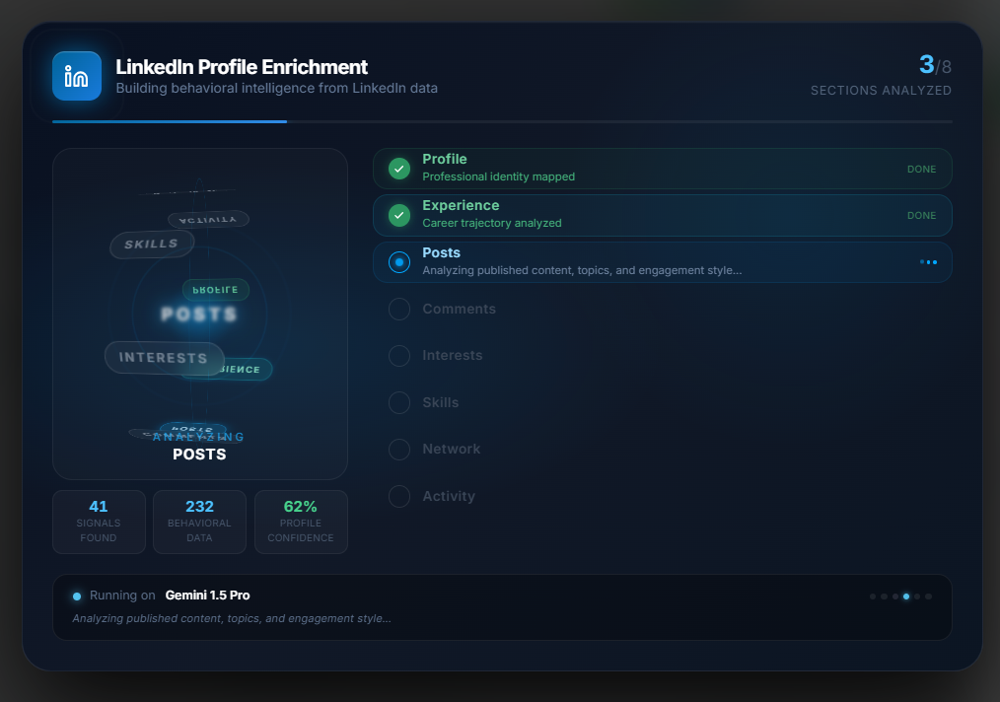 in
LinkedIn Profile Enrichment
Building behavioral intelligence from LinkedIn data
3/8
SECTIONS ANALYZED
ACTIVITY
SKILLS
PROFILE
POSTS
INTERESTS
POSTS
ANALYZING
POSTS
41
SIGNALS
FOUND
232
BEHAVIORAL
DATA
62%
PROFILE
CONFIDENCE
Profile
Professional identity mapped
DONE
Experience
Career trajectory analyzed
DONE
Posts
Analyzing published content, topics, and engagement style...
Comments
Interests
Skills
Network
Activity
Running on Gemini 1.5 Pro
Analyzing published content, topics, and engagement style...